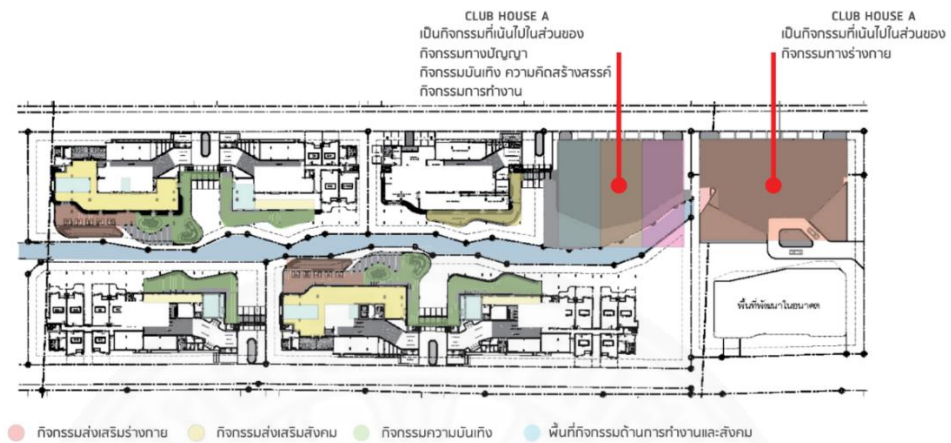 CLUB HOUSE A
เป็นกิจกรรมที่เน้นไปในส่วนของ
กิจกรรมทางปัญญา
กิจกรรมบันเทิง ความคิดสร้างสรรค์
กิจกรรมการทำงาน
CLUB HOUSE A
เป็นกิจกรรมที่เน้นไปในส่วนของ
กิจกรรมทางร่างกาย
พื้นที่พัฒนาในอนาคต
กิจกรรมส่งเสริมร่างกาย
กิจกรรมส่งเสริมสังคม
กิจกรรมความบันเทิง
พื้นที่กิจกรรมด้านการทำงานและสังคม